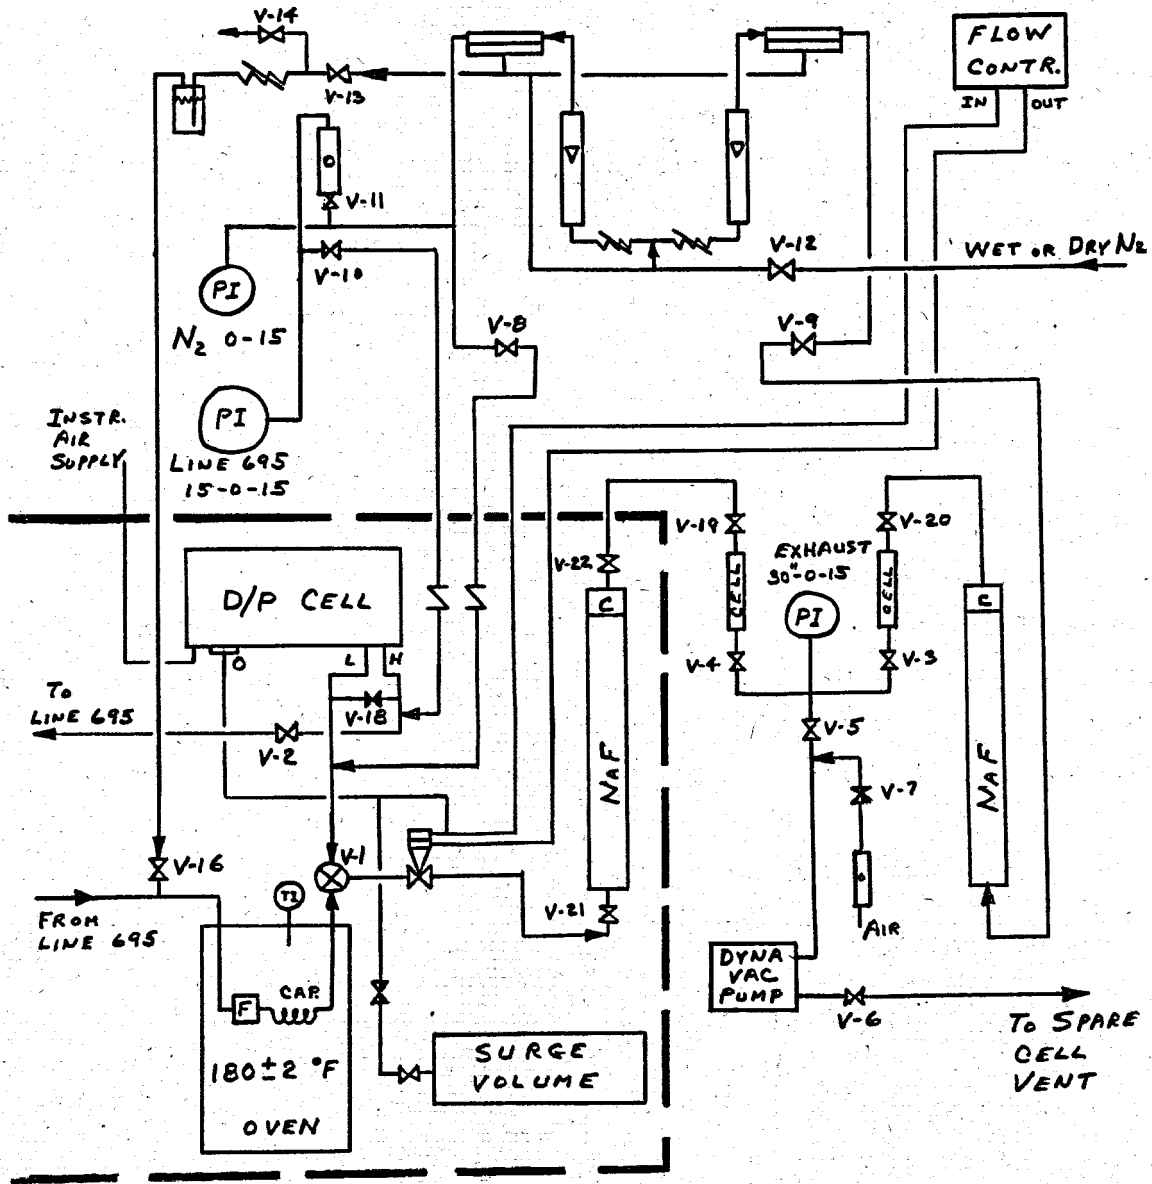 V-14
FLOW
CONTR.
IN
OUT
V-13
V-11
V-10
V-12
WET OR DRY N2
PI
N2 0-15
V-8
V-9
PI
LINE 695
15-0-15
INSTR.
AIR
SUPPLY
V-19
V-20
V-22
EXHAUST
30"-0-15
PI
CELL
CELL
C
C
D/P CELL
O
L
H
V-4
V-3
TO
LINE 695
V-18
V-2
V-5
V-7
NaF
NaF
V-16
V-1
TI
FROM
LINE 695
V-21
AIR
DYNA
VAC
PUMP
V-6
TO SPARE
CELL
VENT
F
CAP.
180±2 °F
OVEN
SURGE
VOLUME